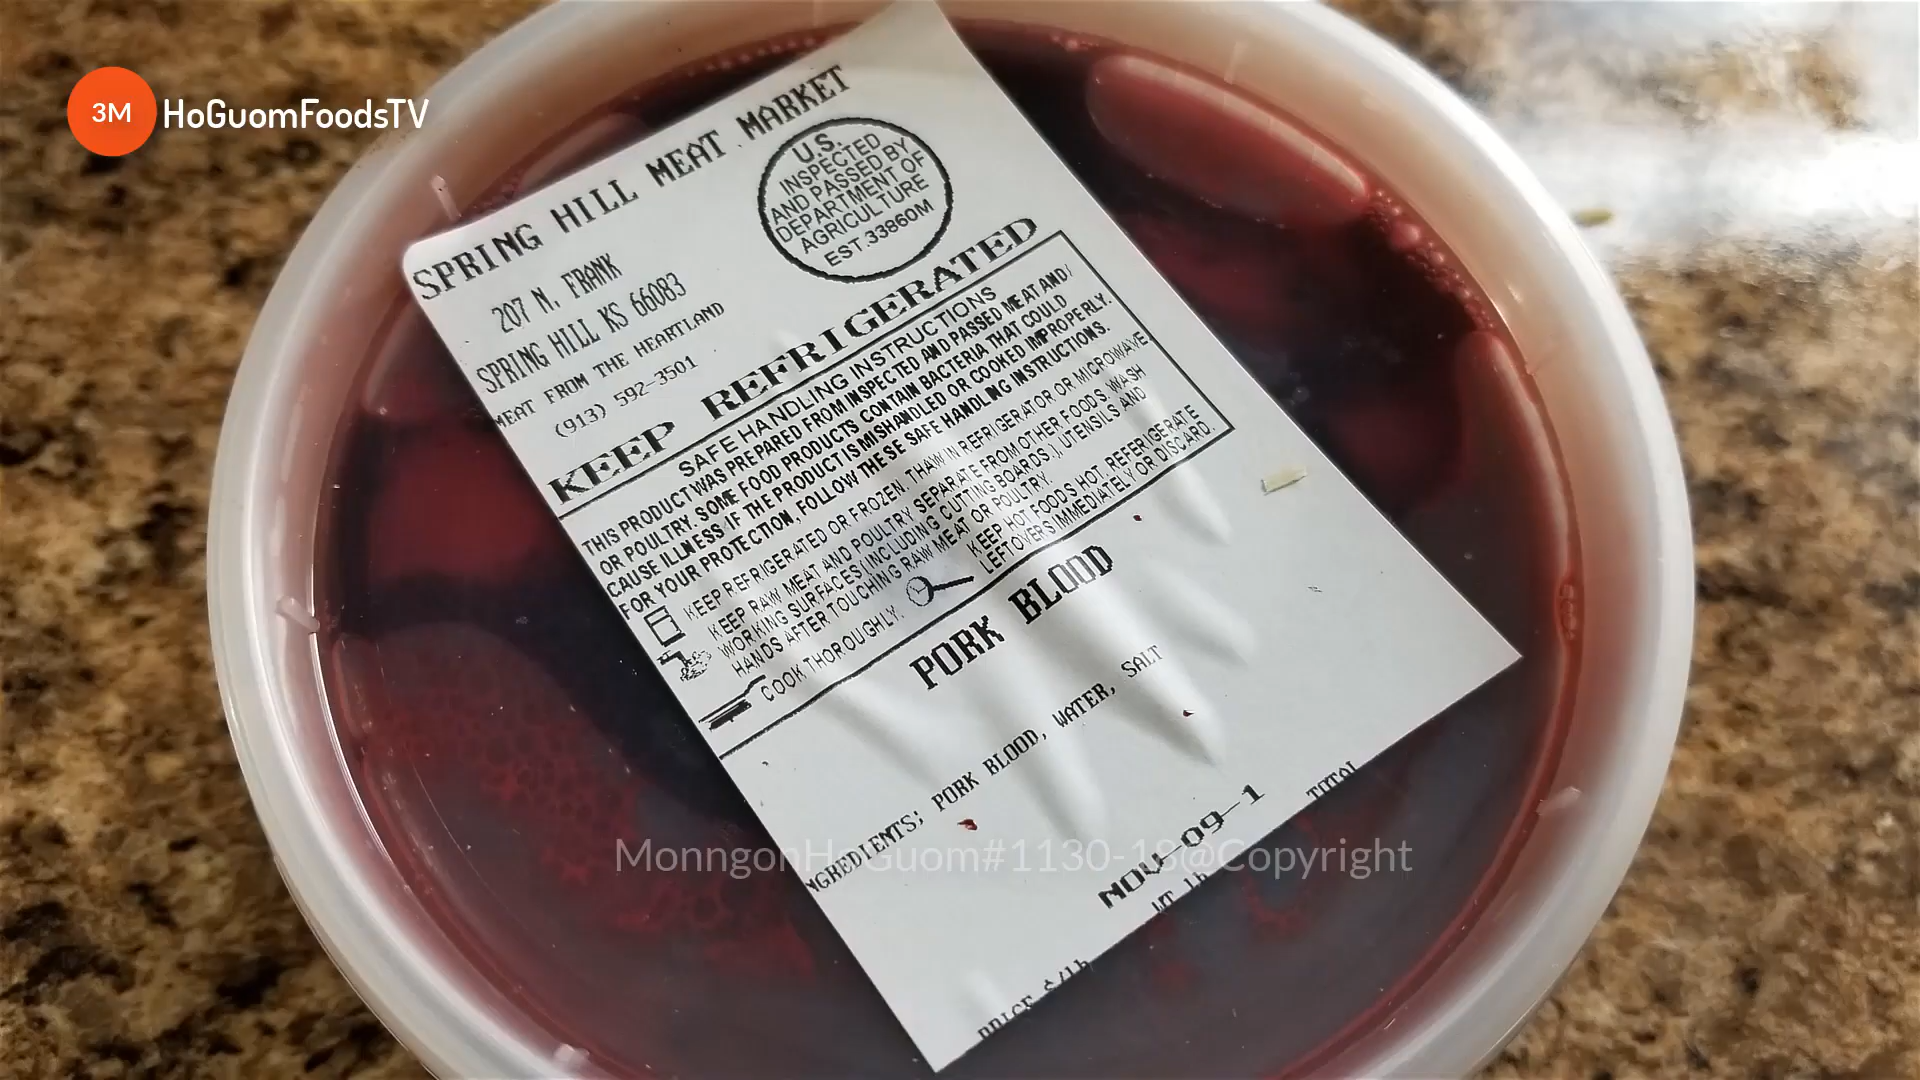 3M HoGuomFoodsTV
SPRING HILL MEAT MARKET
207 N. FRANK
SPRING HILL KS 66083
MEAT FROM THE HEARTLAND
(913) 592-3501
U.S.
INSPECTED
AND PASSED BY
DEPARTMENT OF
AGRICULTURE
EST.33860M
KEEP REFRIGERATED
SAFE HANDLING INSTRUCTIONS
THIS PRODUCT WAS PREPARED FROM INSPECTED AND PASSED MEAT AND/
OR POULTRY. SOME FOOD PRODUCTS CONTAIN BACTERIA THAT COULD
CAUSE ILLNESS IF THE PRODUCT IS MISHANDLED OR COOKED IMPROPERLY.
FOR YOUR PROTECTION, FOLLOW THESE SAFE HANDLING INSTRUCTIONS.
KEEP REFRIGERATED OR FROZEN. THAW IN REFRIGERATOR OR MICROWAVE.
KEEP RAW MEAT AND POULTRY SEPARATE FROM OTHER FOODS. WASH
WORKING SURFACES (INCLUDING CUTTING BOARDS), UTENSILS AND
HANDS AFTER TOUCHING RAW MEAT OR POULTRY.
COOK THOROUGHLY.
KEEP HOT FOODS HOT. REFRIGERATE
LEFTOVERS IMMEDIATELY OR DISCARD.
PORK BLOOD
INGREDIENTS; PORK BLOOD, WATER, SALT
NOV-09-1
WT lb
TOTAL
PRICE $/lb
MonngonHoGuom#1130-18@Copyright